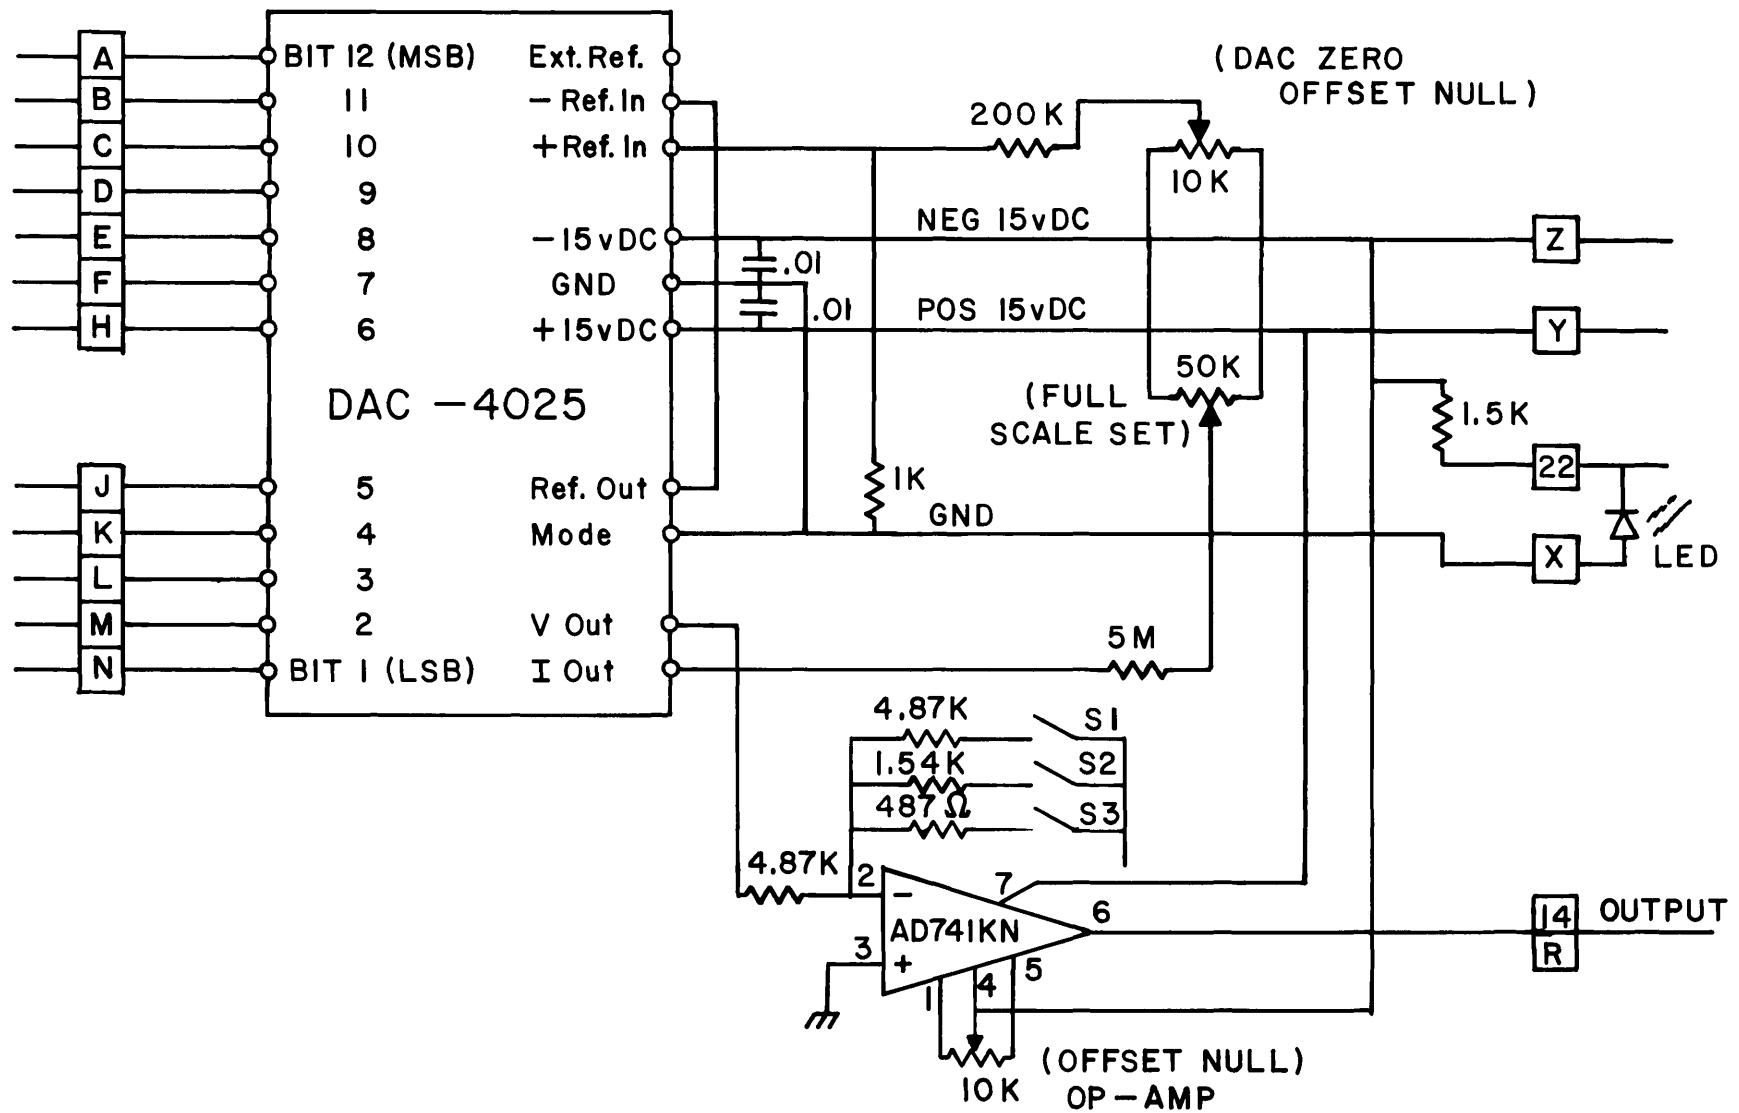 A
BIT 12 (MSB)
Ext. Ref.
(DAC ZERO
OFFSET NULL)
B
11
- Ref. In
200K
C
10
+ Ref. In
10K
D
9
E
8
-15vDC
NEG 15vDC
Z
.01
F
7
GND
.01
H
6
+15vDC
POS 15vDC
Y
DAC -4025
50K
(FULL
SCALE SET)
1.5K
22
J
5
Ref. Out
1K
GND
K
4
Mode
X
LED
L
3
M
2
V Out
5M
N
BIT 1 (LSB)
I Out
4.87K
S1
1.54K
S2
487Ω
S3
4.87K
2
-
7
6
AD741KN
14
OUTPUT
R
3
+
5
1
4
10K
(OFFSET NULL)
OP-AMP